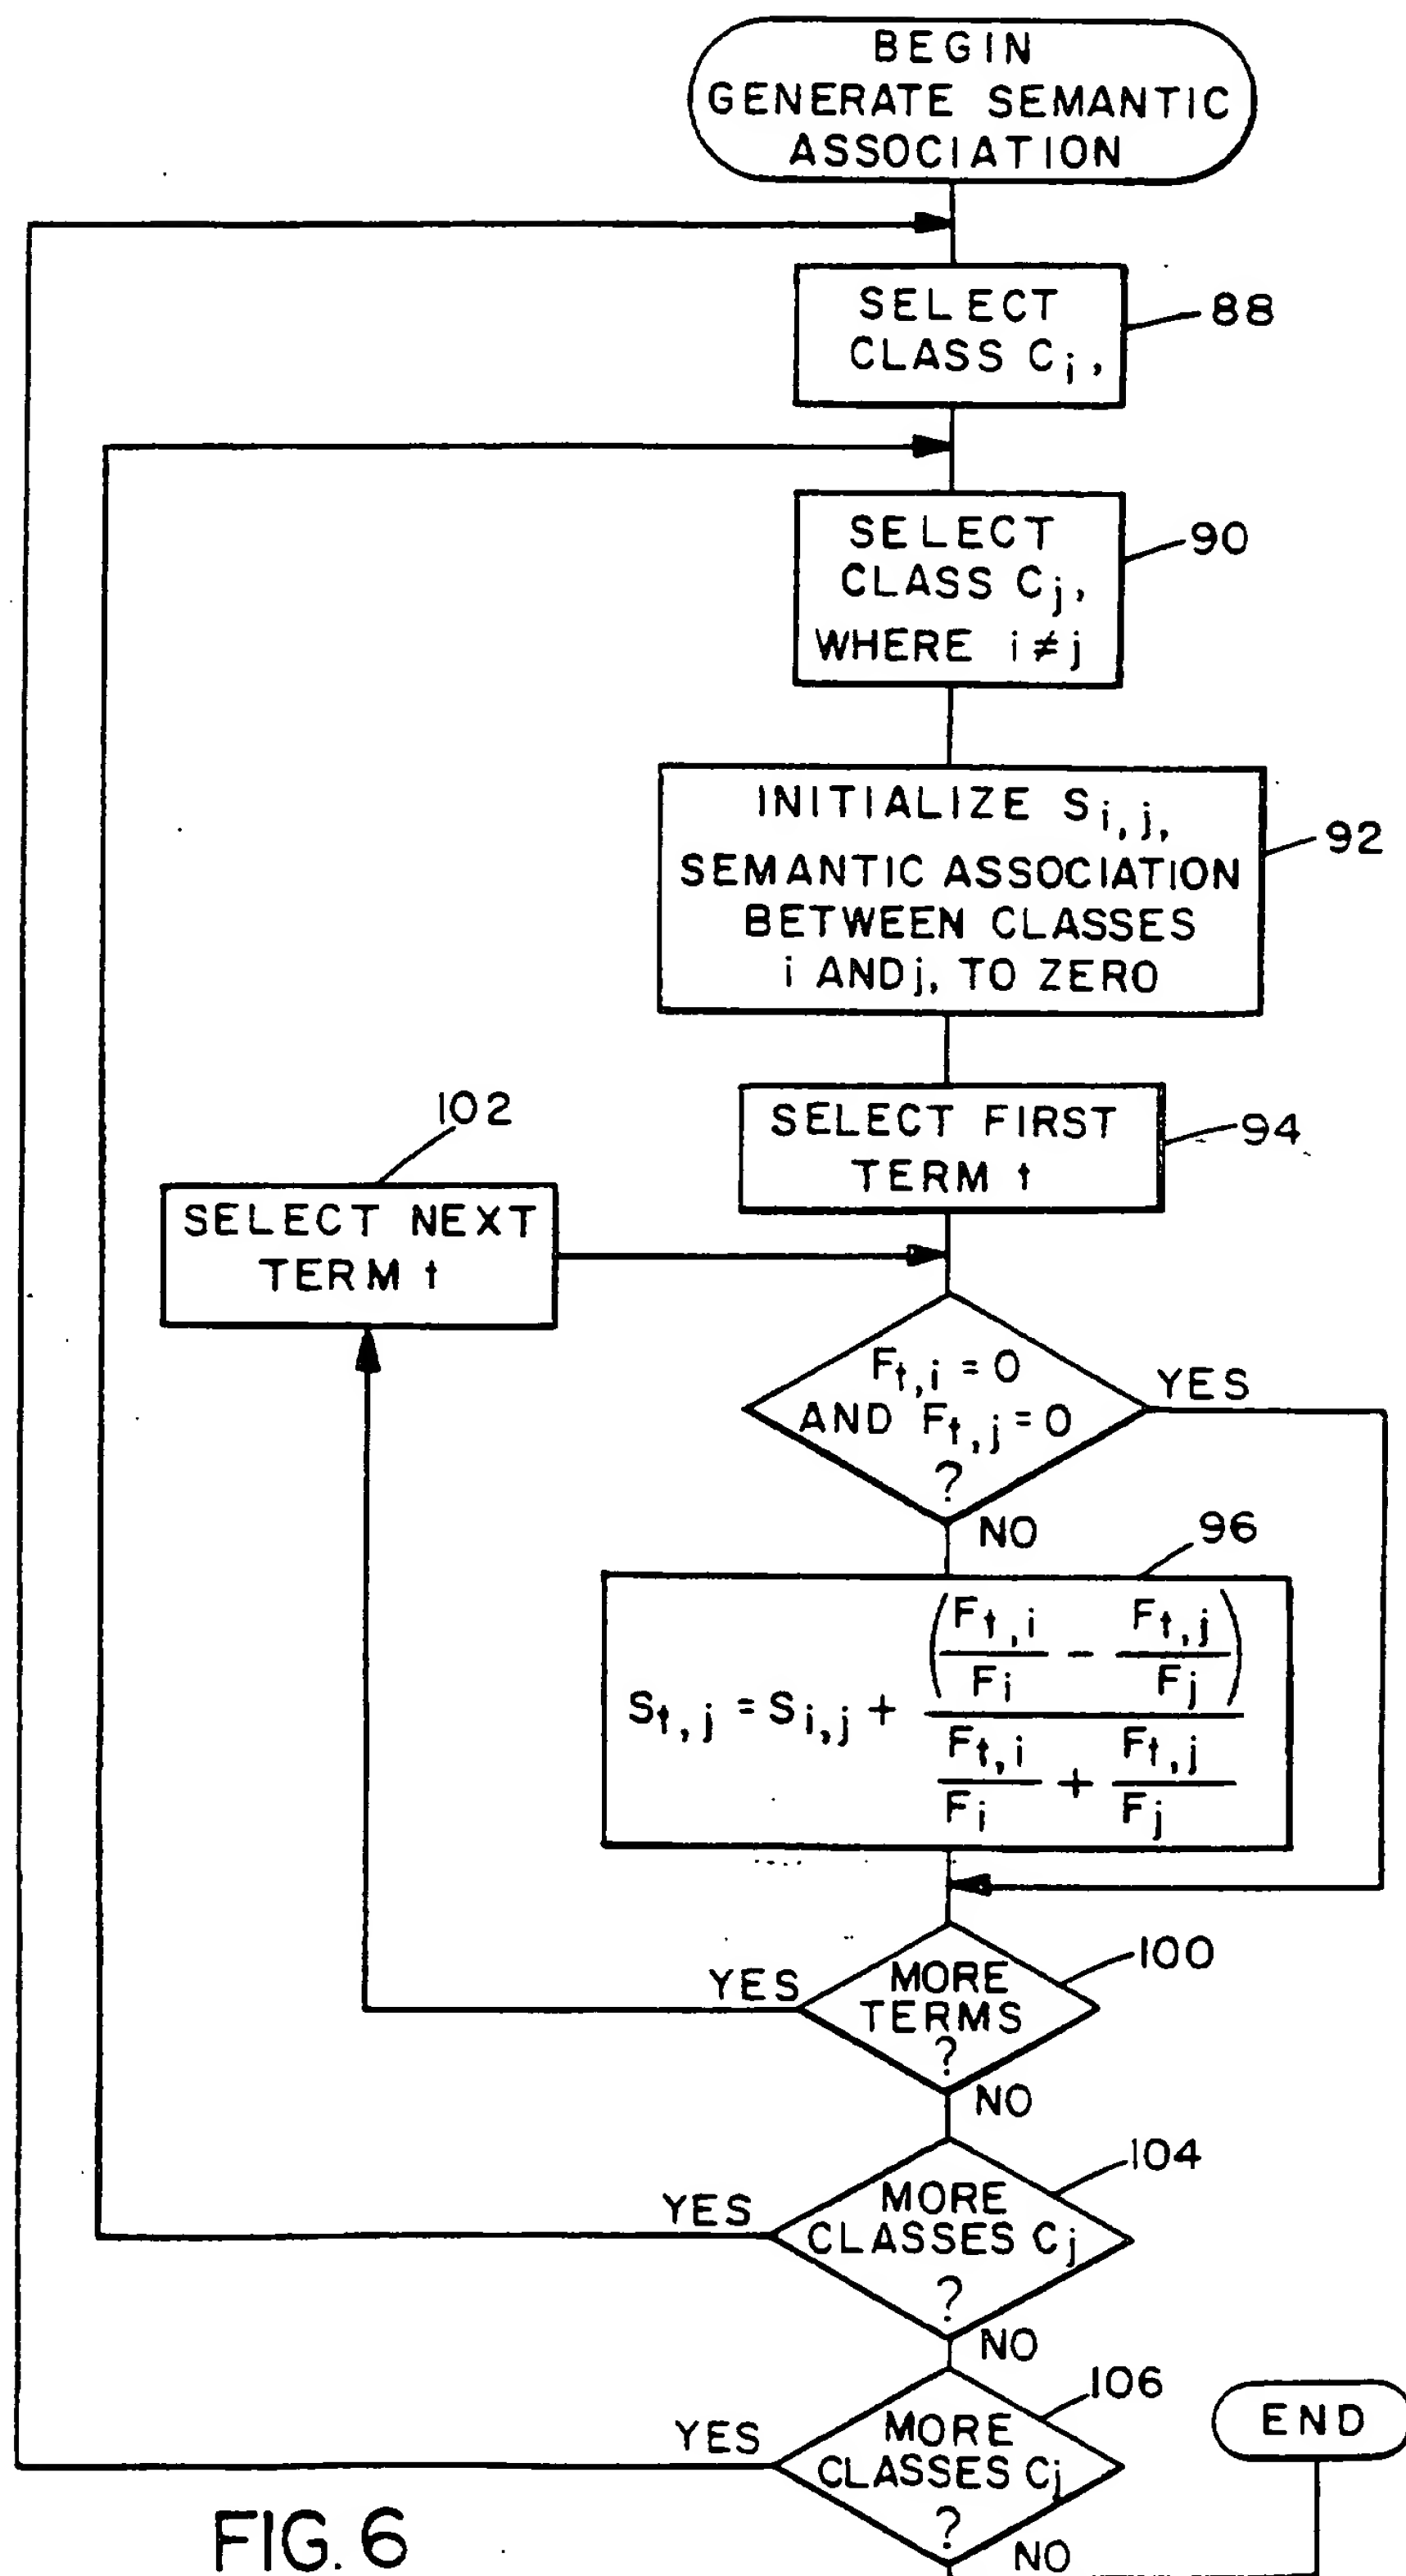 BEGIN
GENERATE SEMANTIC
ASSOCIATION
SELECT
CLASS Ci,
88
SELECT
CLASS Cj,
WHERE i ≠ j
90
INITIALIZE Si,j,
SEMANTIC ASSOCIATION
BETWEEN CLASSES
i AND j, TO ZERO
92
SELECT FIRST
TERM t
94
102
SELECT NEXT
TERM t
Ft,i = 0
AND Ft,j = 0
?
YES
NO
96
St,j = Si,j + (Ft,i/Fi - Ft,j/Fj) / (Ft,i/Fi + Ft,j/Fj)
MORE
TERMS
?
100
YES
NO
MORE
CLASSES Cj
?
104
YES
NO
MORE
CLASSES Cj
?
106
YES
NO
END
FIG. 6